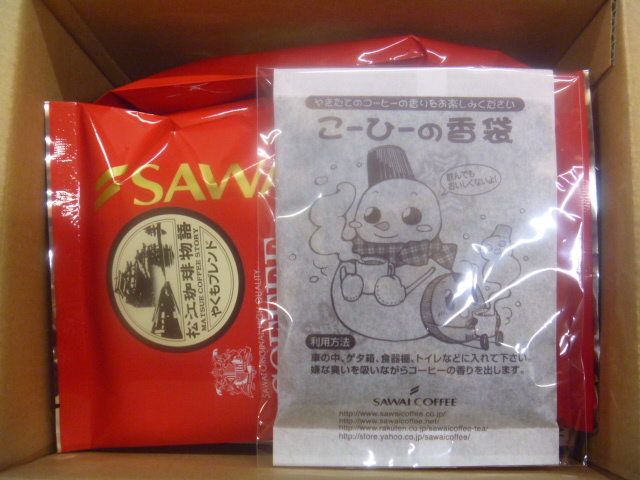 SAWAI
松江珈琲物語
MATSUE COFFEE STORY
やくもブレンド
やきたてのコーヒーの香りもお楽しみください
こーひーの香袋
飲んでも
おいしくないよ!
利用方法
車の中、ゲタ箱、食器棚、トイレなどに入れて下さい。
嫌な臭いを吸いながらコーヒーの香りを出します。
SAWAI COFFEE
http://www.sawaicoffee.co.jp/
http://www.sawaicoffee.net/
http://www.rakuten.co.jp/sawaicoffee-tea/
http://store.yahoo.co.jp/sawaicoffee/